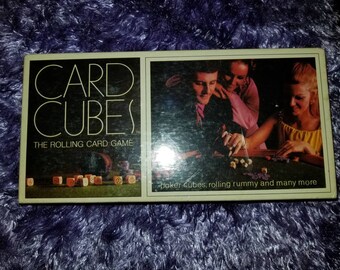 CARD
CUBES
THE ROLLING CARD GAME
poker cubes, rolling rummy and many more